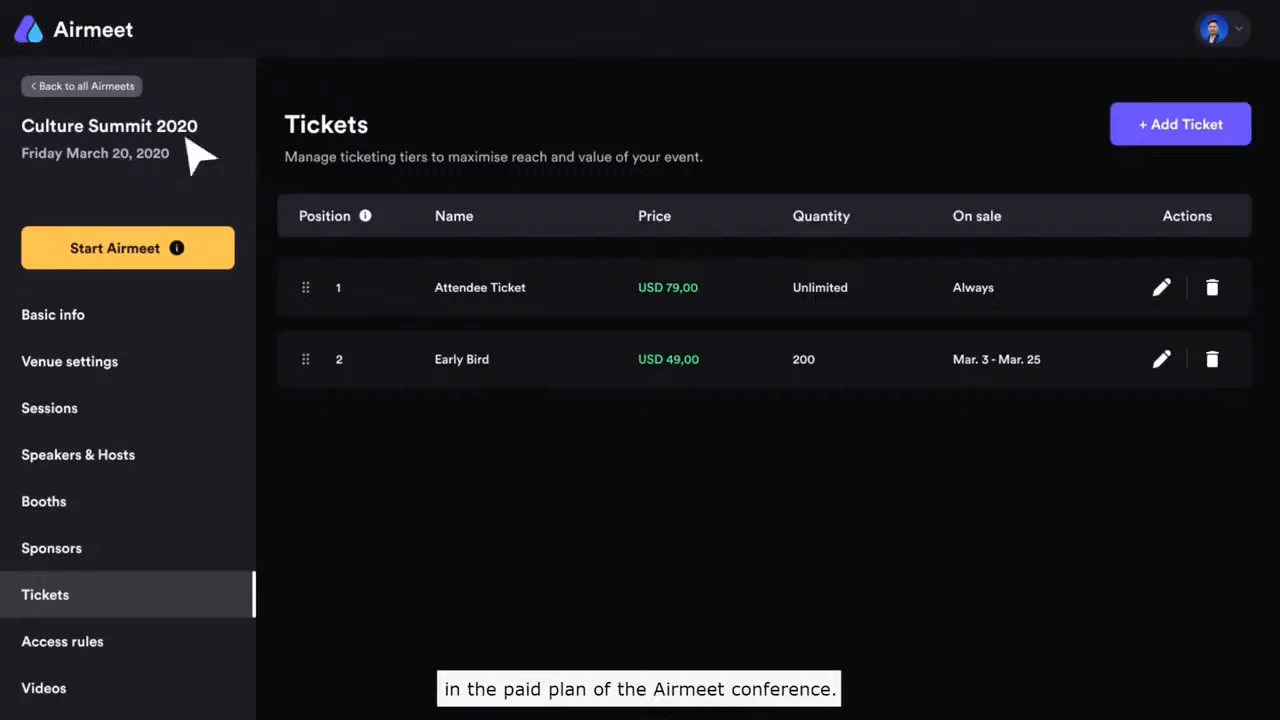 Airmeet
Back to all Airmeets
Culture Summit 2020
Friday March 20, 2020
Start Airmeet
Basic info
Venue settings
Sessions
Speakers & Hosts
Booths
Sponsors
Tickets
Access rules
Videos
Tickets
+ Add Ticket
Manage ticketing tiers to maximise reach and value of your event.
Position Name Price Quantity On sale Actions
1 Attendee Ticket USD 79,00 Unlimited Always
2 Early Bird USD 49,00 200 Mar. 3 - Mar. 25
in the paid plan of the Airmeet conference.